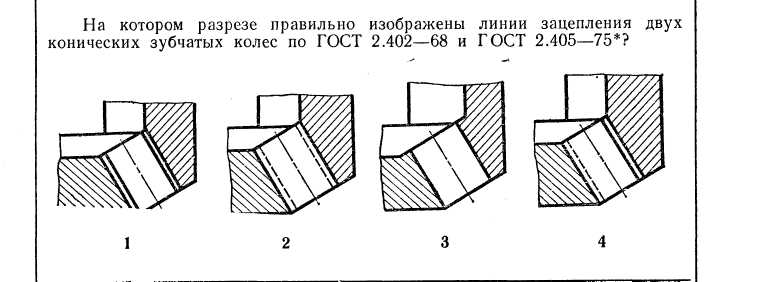 На котором разрезе правильно изображены линии зацепления двух
конических зубчатых колес по ГОСТ 2.402—68 и ГОСТ 2.405—75*?
1 2 3 4